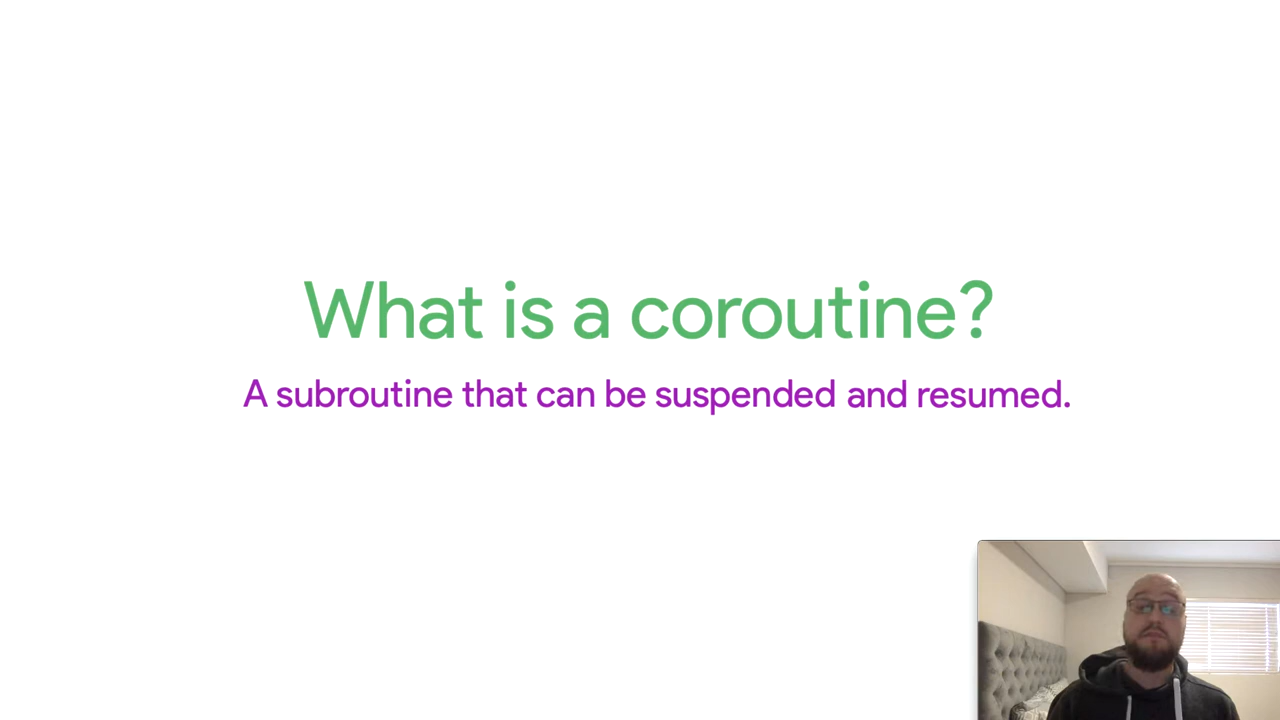 What is a coroutine?
A subroutine that can be suspended and resumed.